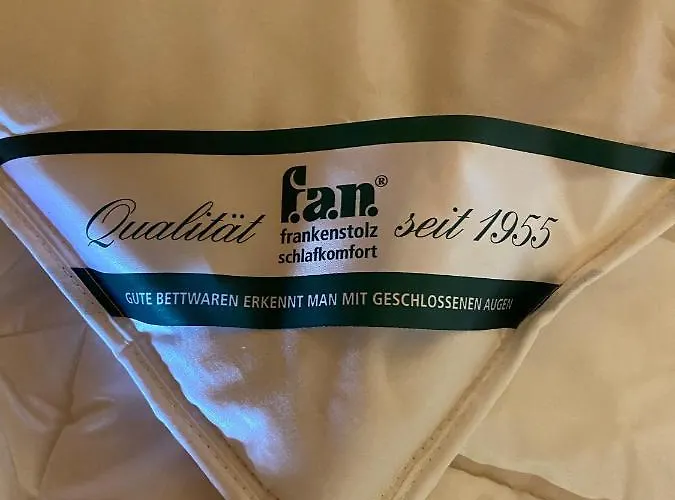 f.a.n.®
Qualität frankenstolz seit 1955
schlafkomfort
GUTE BETTWAREN ERKENNT MAN MIT GESCHLOSSENEN AUGEN